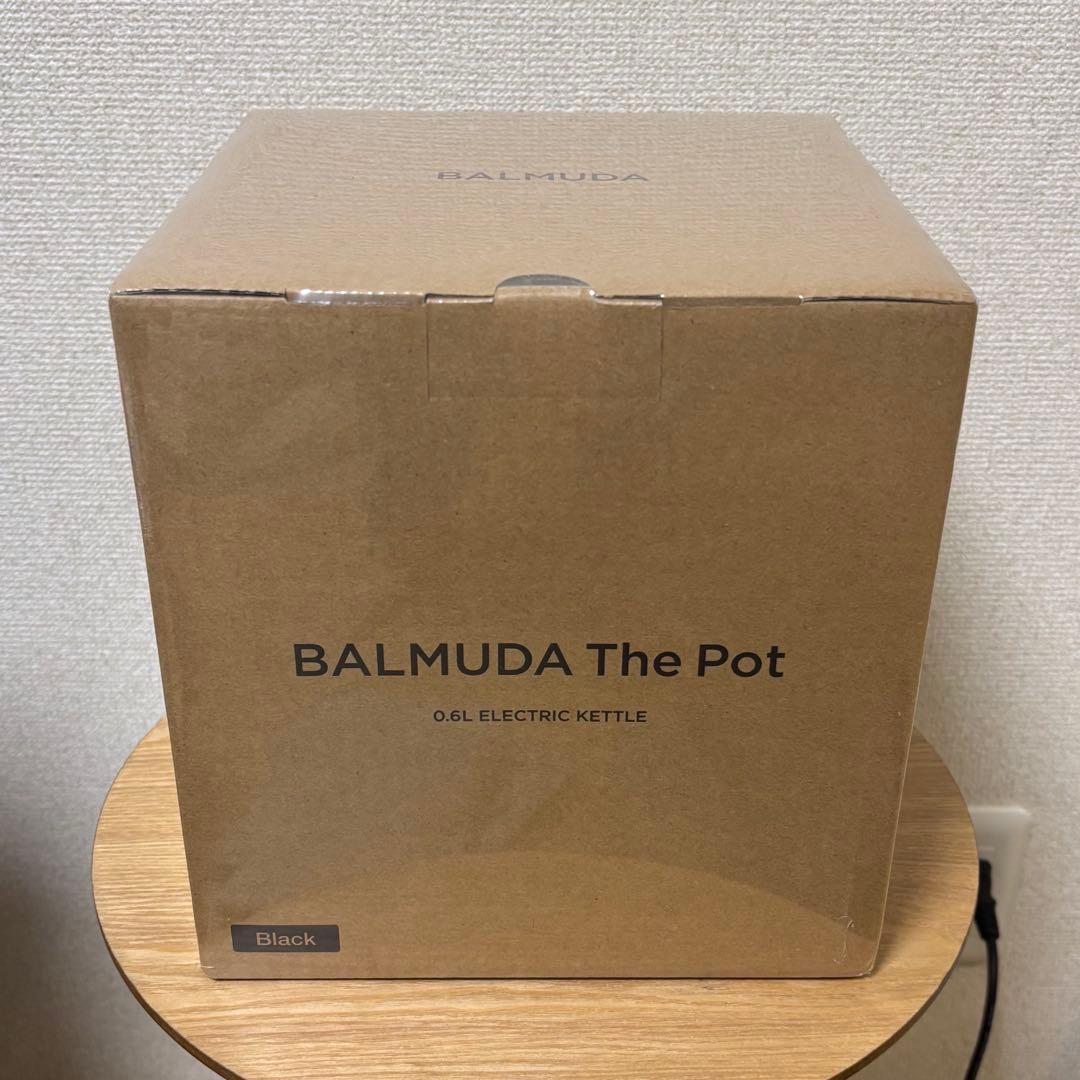 BALMUDA
BALMUDA The Pot
0.6L ELECTRIC KETTLE
Black